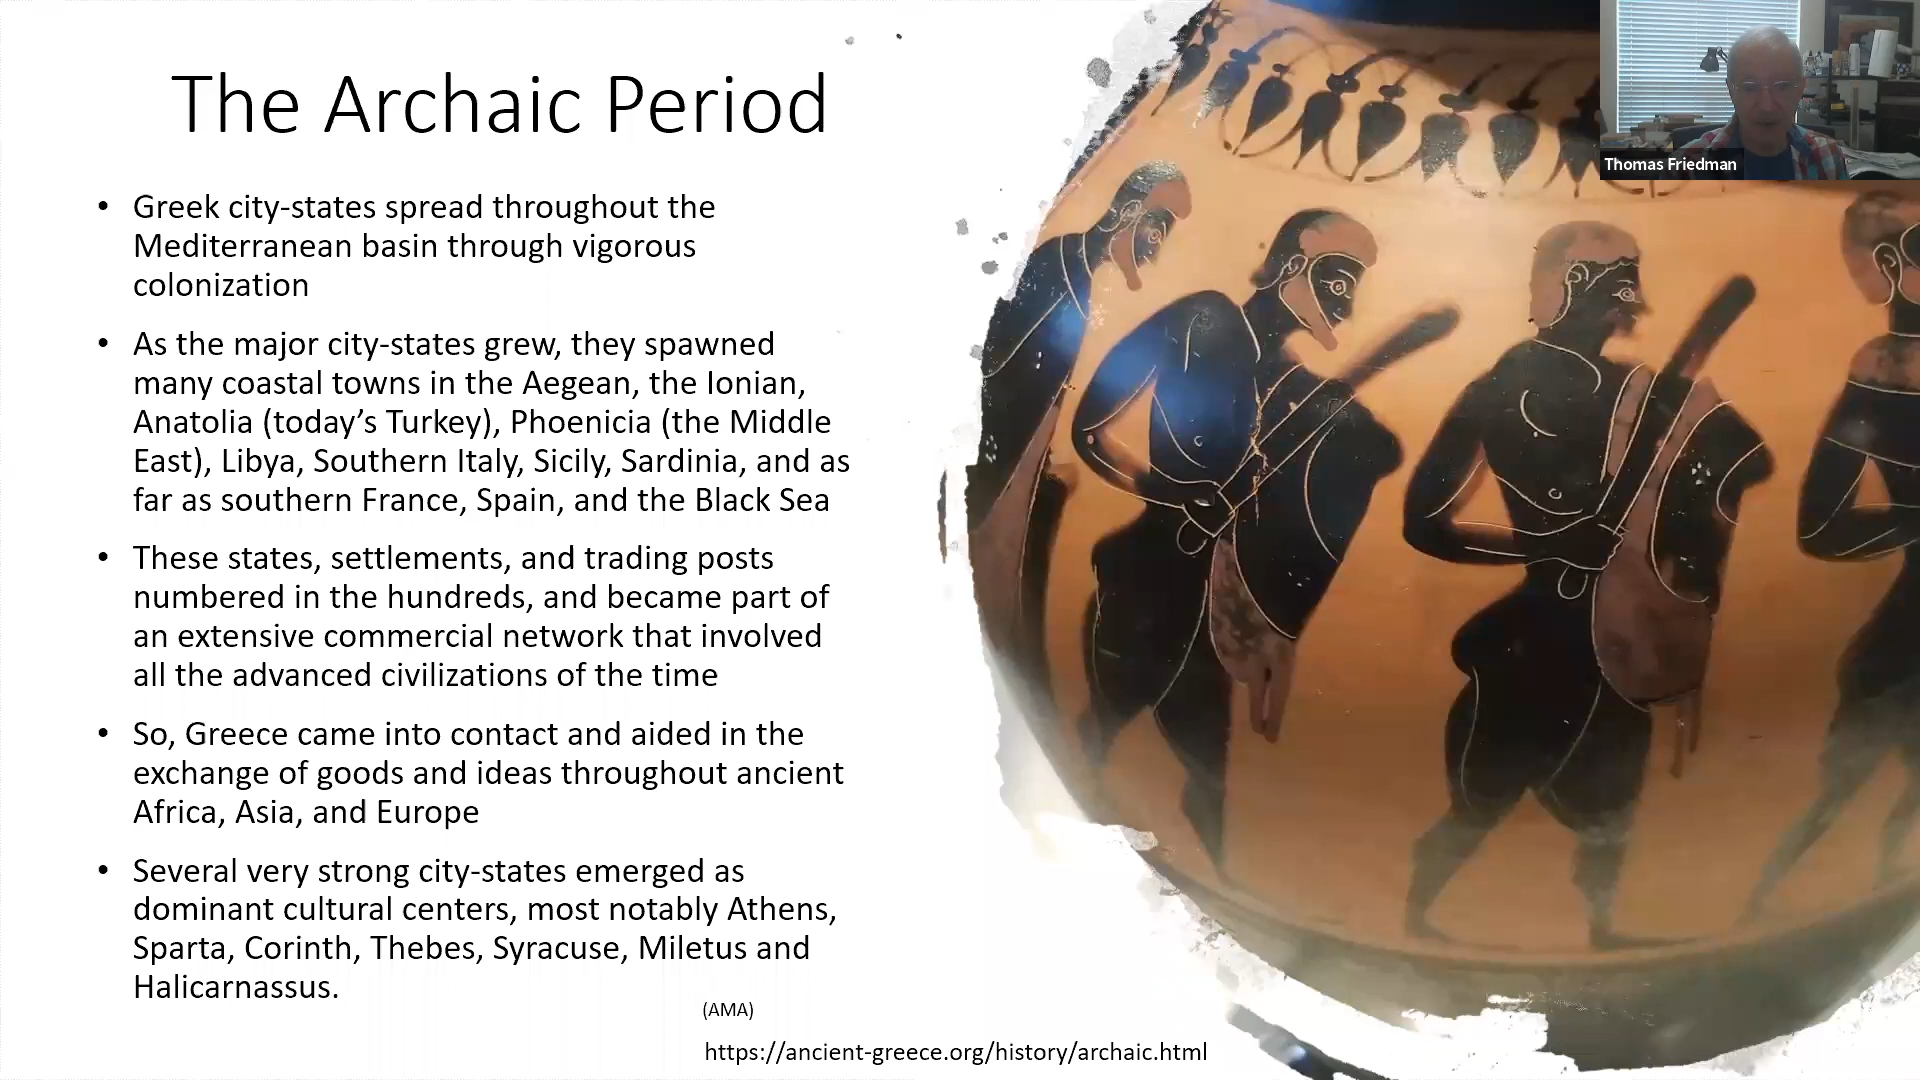 The Archaic Period
Thomas Friedman
• Greek city-states spread throughout the
Mediterranean basin through vigorous
colonization
• As the major city-states grew, they spawned
many coastal towns in the Aegean, the Ionian,
Anatolia (today’s Turkey), Phoenicia (the Middle
East), Libya, Southern Italy, Sicily, Sardinia, and as
far as southern France, Spain, and the Black Sea
• These states, settlements, and trading posts
numbered in the hundreds, and became part of
an extensive commercial network that involved
all the advanced civilizations of the time
• So, Greece came into contact and aided in the
exchange of goods and ideas throughout ancient
Africa, Asia, and Europe
• Several very strong city-states emerged as
dominant cultural centers, most notably Athens,
Sparta, Corinth, Thebes, Syracuse, Miletus and
Halicarnassus.
(AMA)
https://ancient-greece.org/history/archaic.html